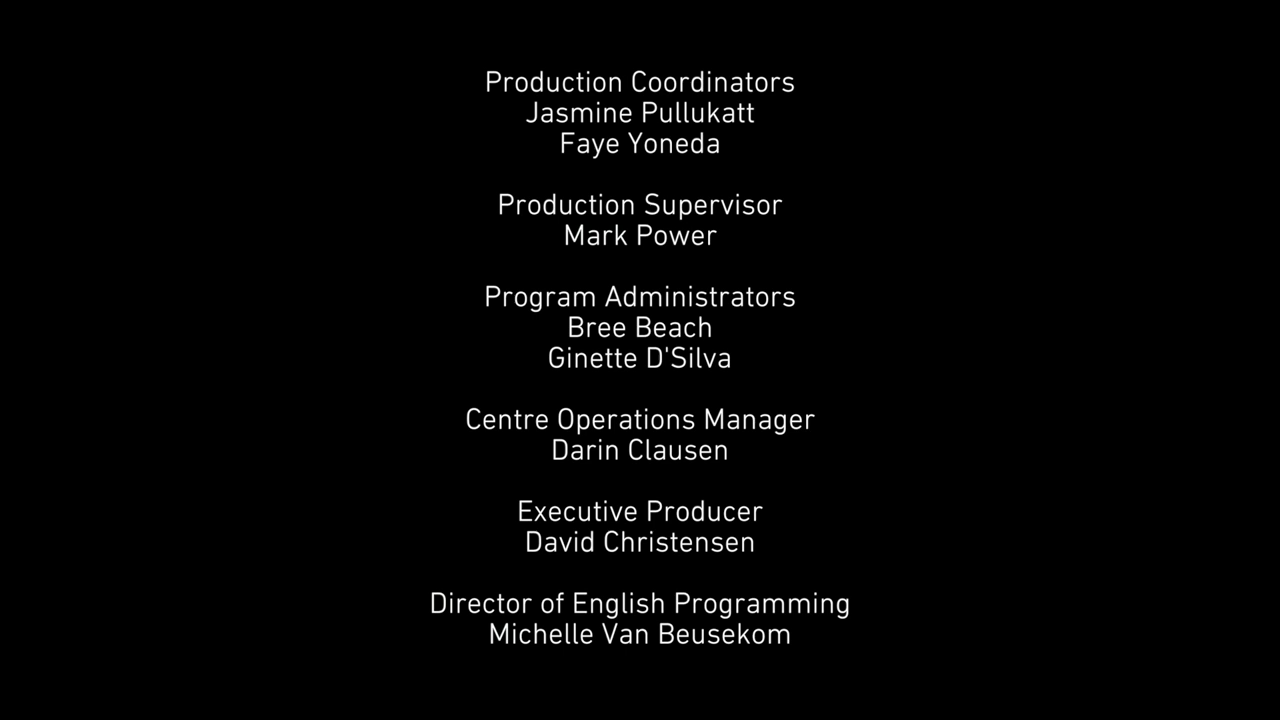 Production Coordinators
Jasmine Pullukatt
Faye Yoneda
Production Supervisor
Mark Power
Program Administrators
Bree Beach
Ginette D'Silva
Centre Operations Manager
Darin Clausen
Executive Producer
David Christensen
Director of English Programming
Michelle Van Beusekom